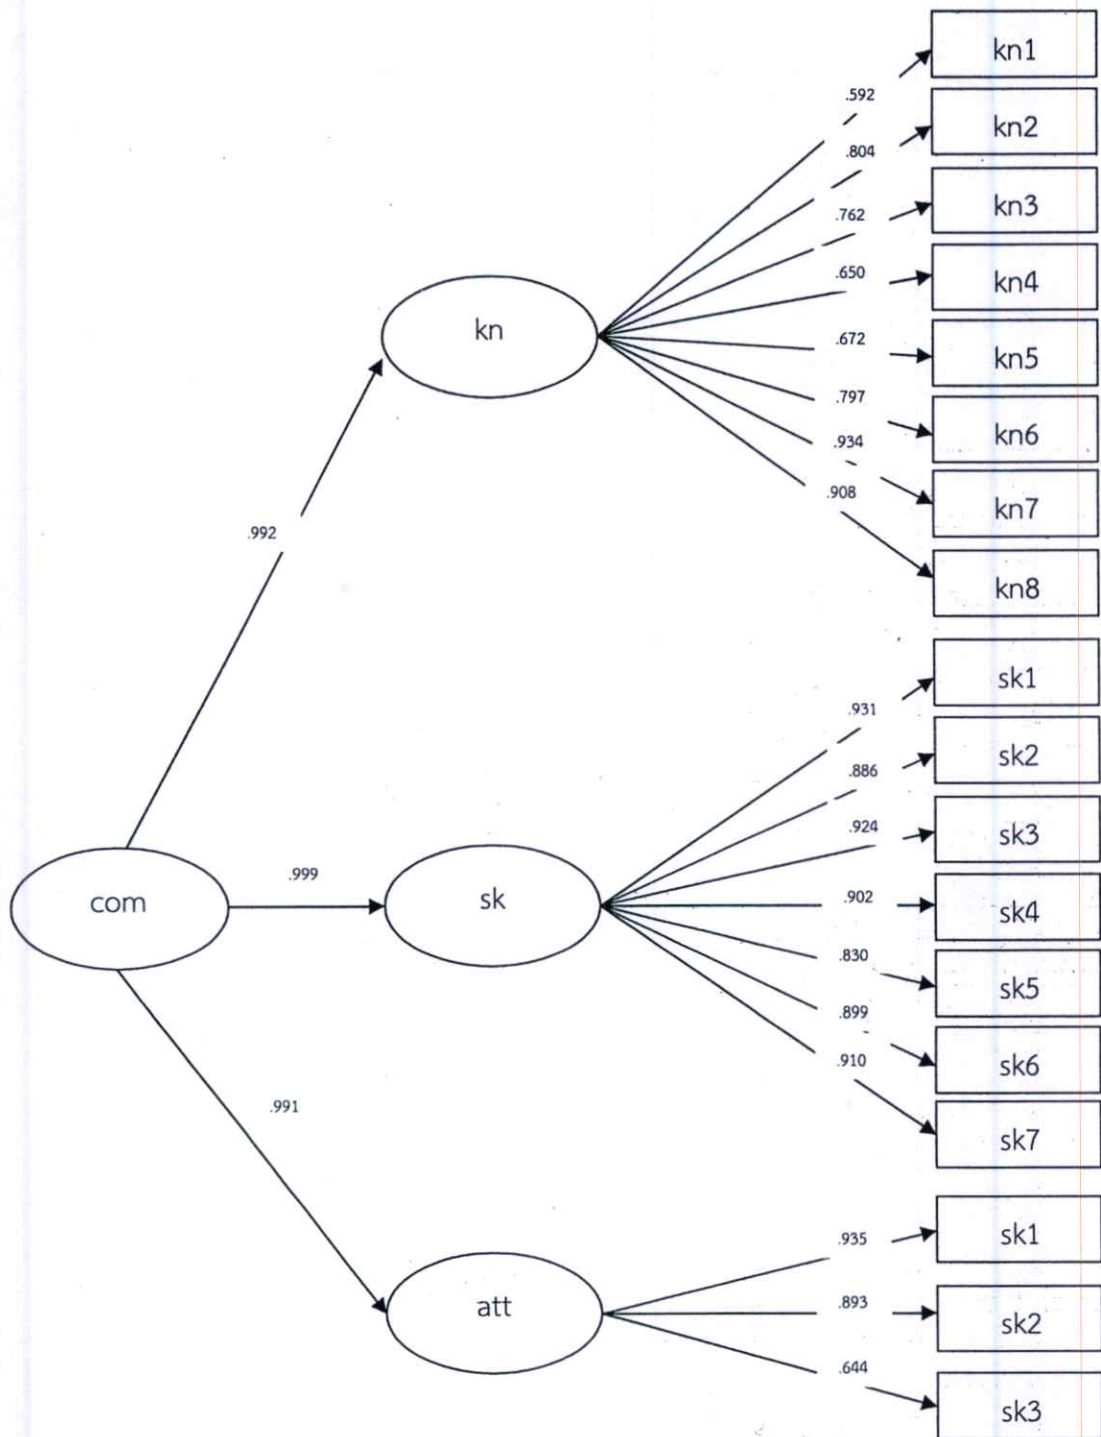 kn1
.592
kn2
.804
kn3
.762
kn4
.650
kn
kn5
.672
kn6
.797
kn7
.934
kn8
.908
.992
sk1
.931
sk2
.886
sk3
.924
com
.999
sk
sk4
.902
sk5
.830
sk6
.899
sk7
.910
.991
sk1
.935
att
sk2
.893
sk3
.644